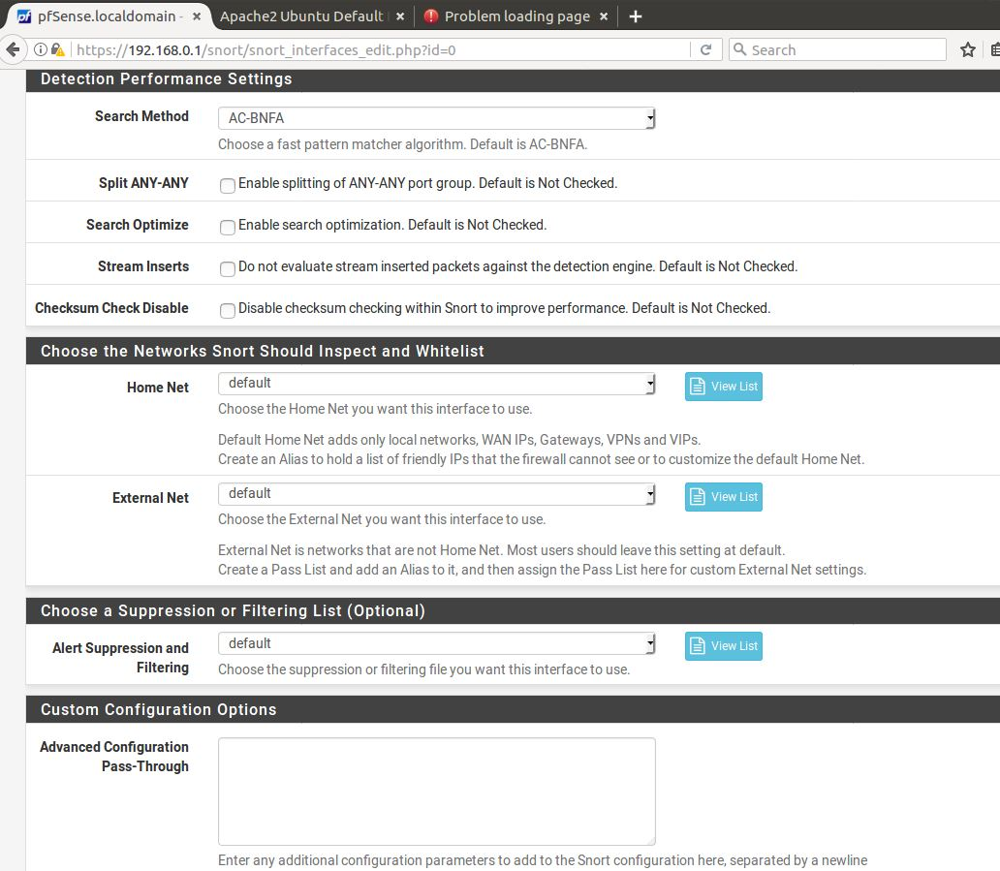 pfSense.localdomain -
Apache2 Ubuntu Default
Problem loading page
https://192.168.0.1/snort/snort_interfaces_edit.php?id=0
Search
Detection Performance Settings
Search Method
AC-BNFA
Choose a fast pattern matcher algorithm. Default is AC-BNFA.
Split ANY-ANY
Enable splitting of ANY-ANY port group. Default is Not Checked.
Search Optimize
Enable search optimization. Default is Not Checked.
Stream Inserts
Do not evaluate stream inserted packets against the detection engine. Default is Not Checked.
Checksum Check Disable
Disable checksum checking within Snort to improve performance. Default is Not Checked.
Choose the Networks Snort Should Inspect and Whitelist
Home Net
default
View List
Choose the Home Net you want this interface to use.
Default Home Net adds only local networks, WAN IPs, Gateways, VPNs and VIPs.
Create an Alias to hold a list of friendly IPs that the firewall cannot see or to customize the default Home Net.
External Net
default
View List
Choose the External Net you want this interface to use.
External Net is networks that are not Home Net. Most users should leave this setting at default.
Create a Pass List and add an Alias to it, and then assign the Pass List here for custom External Net settings.
Choose a Suppression or Filtering List (Optional)
Alert Suppression and
Filtering
default
View List
Choose the suppression or filtering file you want this interface to use.
Custom Configuration Options
Advanced Configuration
Pass-Through
Enter any additional configuration parameters to add to the Snort configuration here, separated by a newline